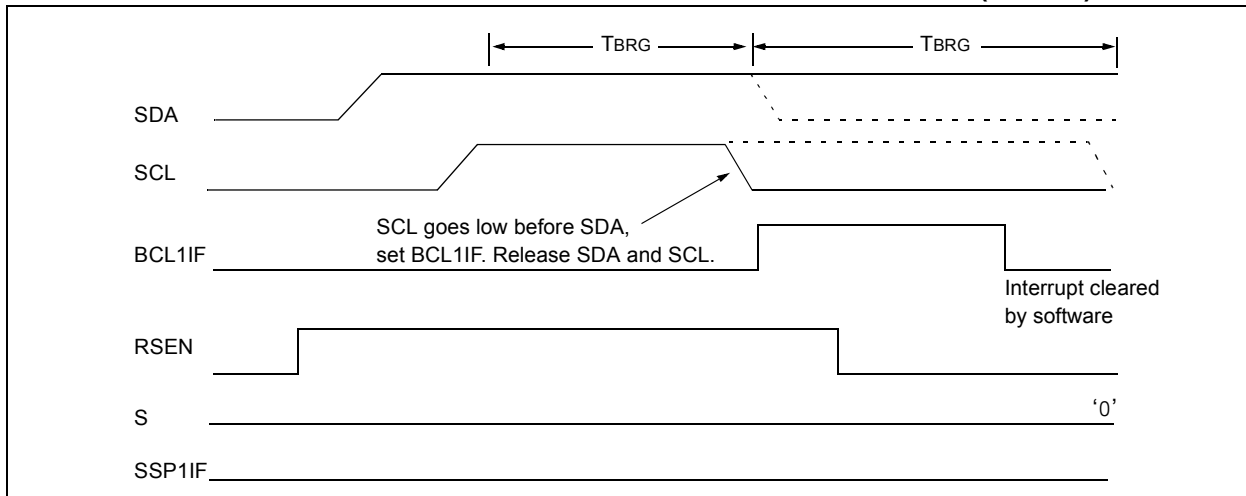 TBRG TBRG
SDA
SCL
SCL goes low before SDA,
set BCL1IF. Release SDA and SCL.
BCL1IF
Interrupt cleared
by software
RSEN
S '0'
SSP1IF